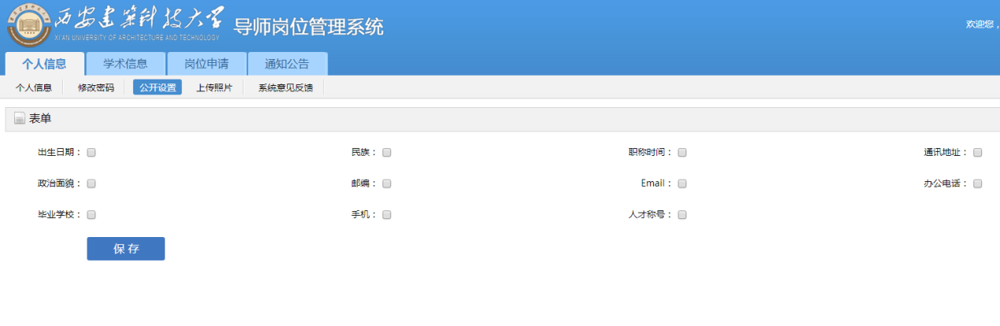 西安建筑科技大学
XI'AN UNIVERSITY OF ARCHITECTURE AND TECHNOLOGY
导师岗位管理系统
欢迎您，
个人信息 学术信息 岗位申请 通知公告
个人信息 修改密码 公开设置 上传照片 系统意见反馈
表单
出生日期： 民族： 职称时间： 通讯地址：
政治面貌： 邮编： Email： 办公电话：
毕业学校： 手机： 人才称号：
保 存